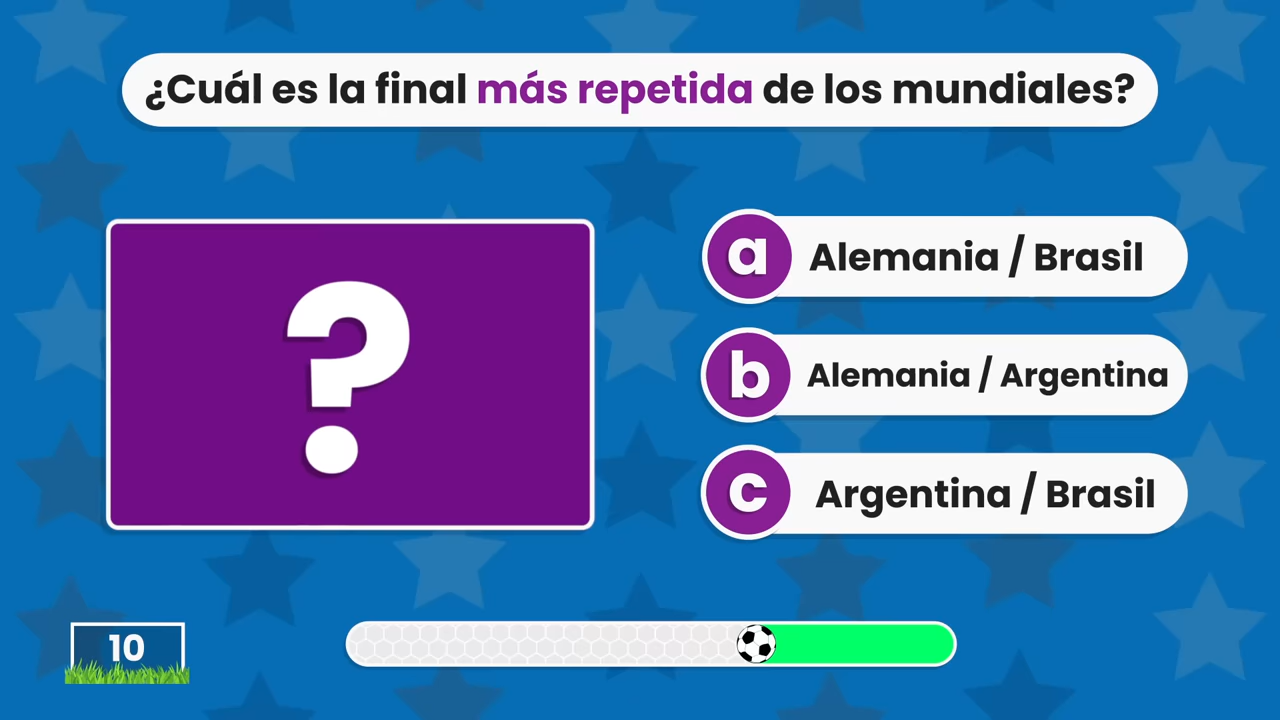 ¿Cuál es la final más repetida de los mundiales?
?
a Alemania / Brasil
b Alemania / Argentina
c Argentina / Brasil
10